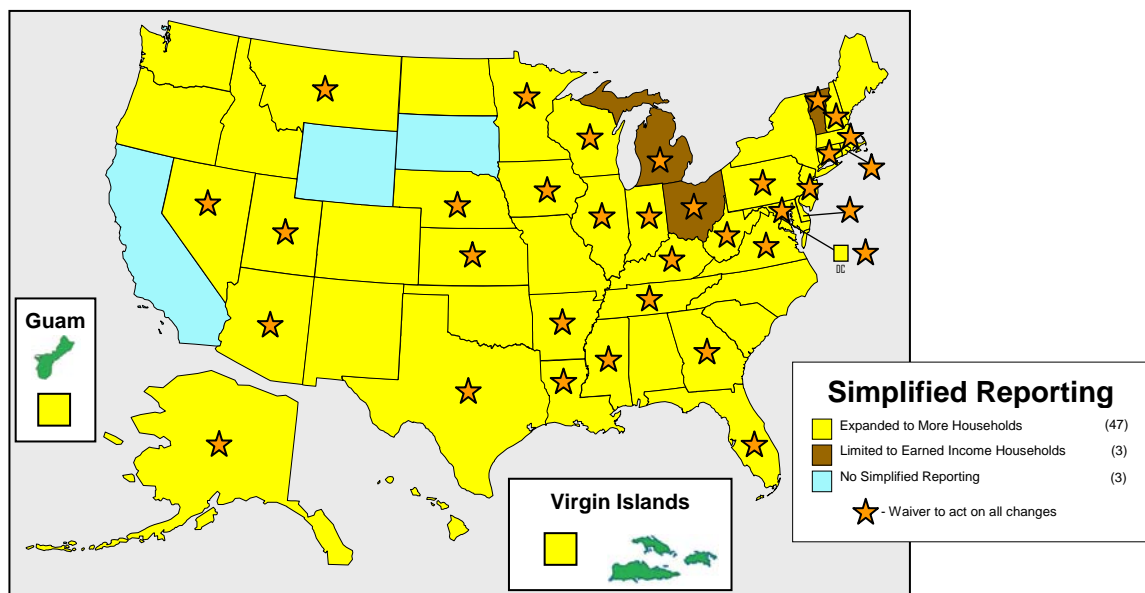 DC
Guam
Simplified Reporting
Expanded to More Households (47)
Limited to Earned Income Households (3)
No Simplified Reporting (3)
- Waiver to act on all changes
Virgin Islands